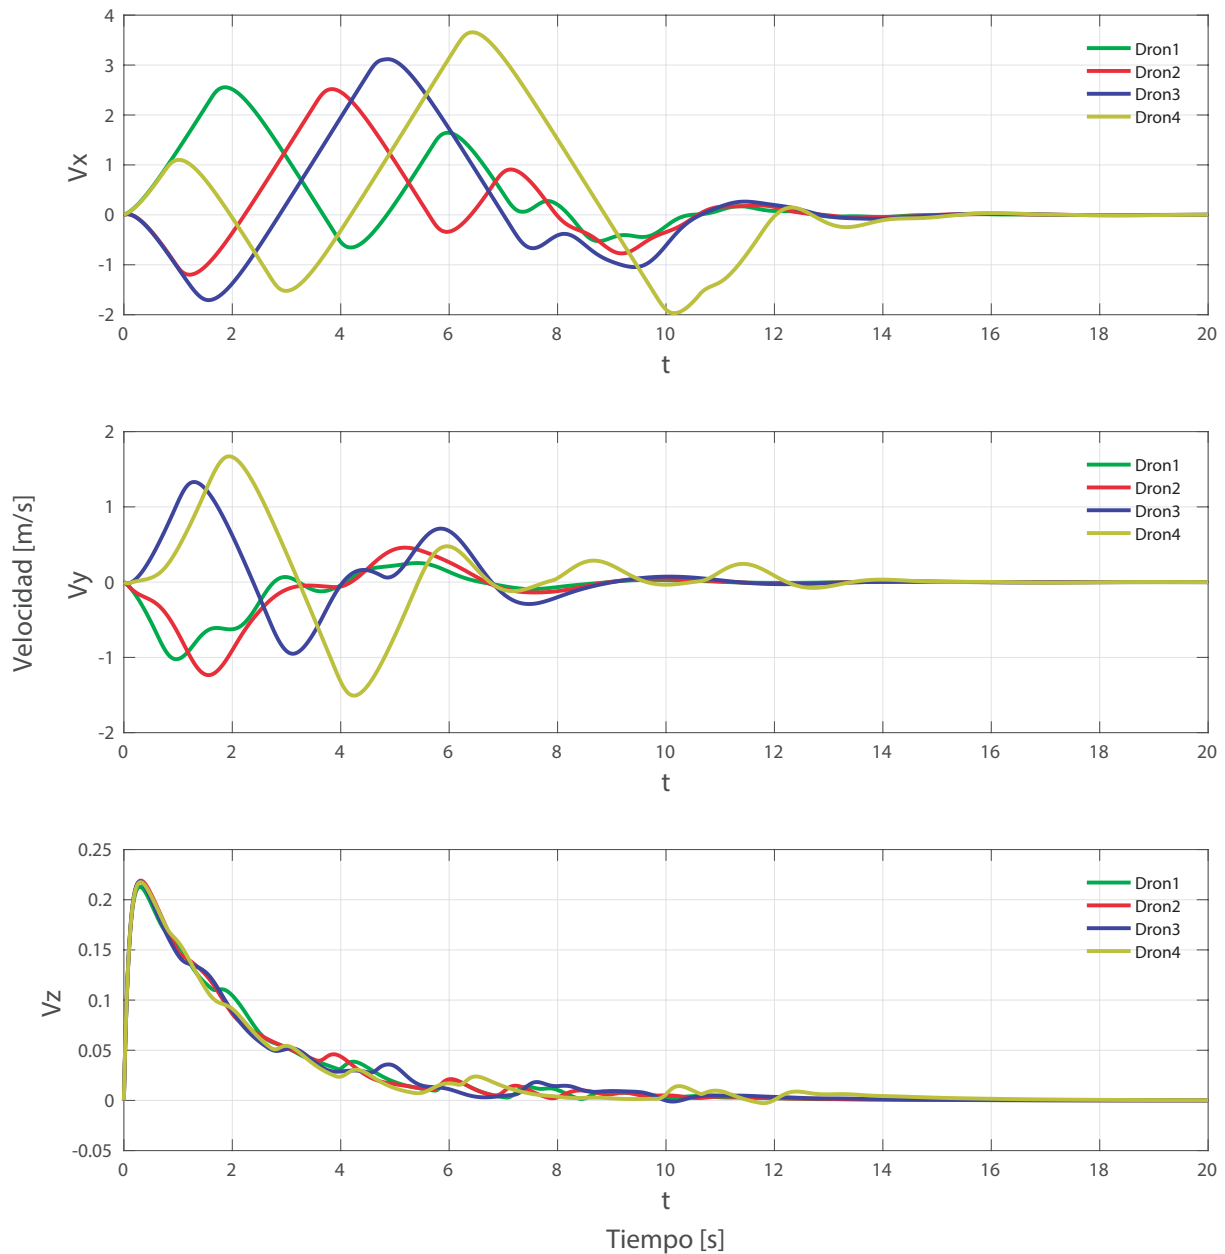 4
3
2
1
0
-1
-2
Vx
Dron1
Dron2
Dron3
Dron4
0 2 4 6 8 10 12 14 16 18 20
t
2
1
0
-1
-2
Velocidad [m/s]
Vy
Dron1
Dron2
Dron3
Dron4
0 2 4 6 8 10 12 14 16 18 20
t
0.25
0.2
0.15
0.1
0.05
0
-0.05
Vz
Dron1
Dron2
Dron3
Dron4
0 2 4 6 8 10 12 14 16 18 20
t
Tiempo [s]